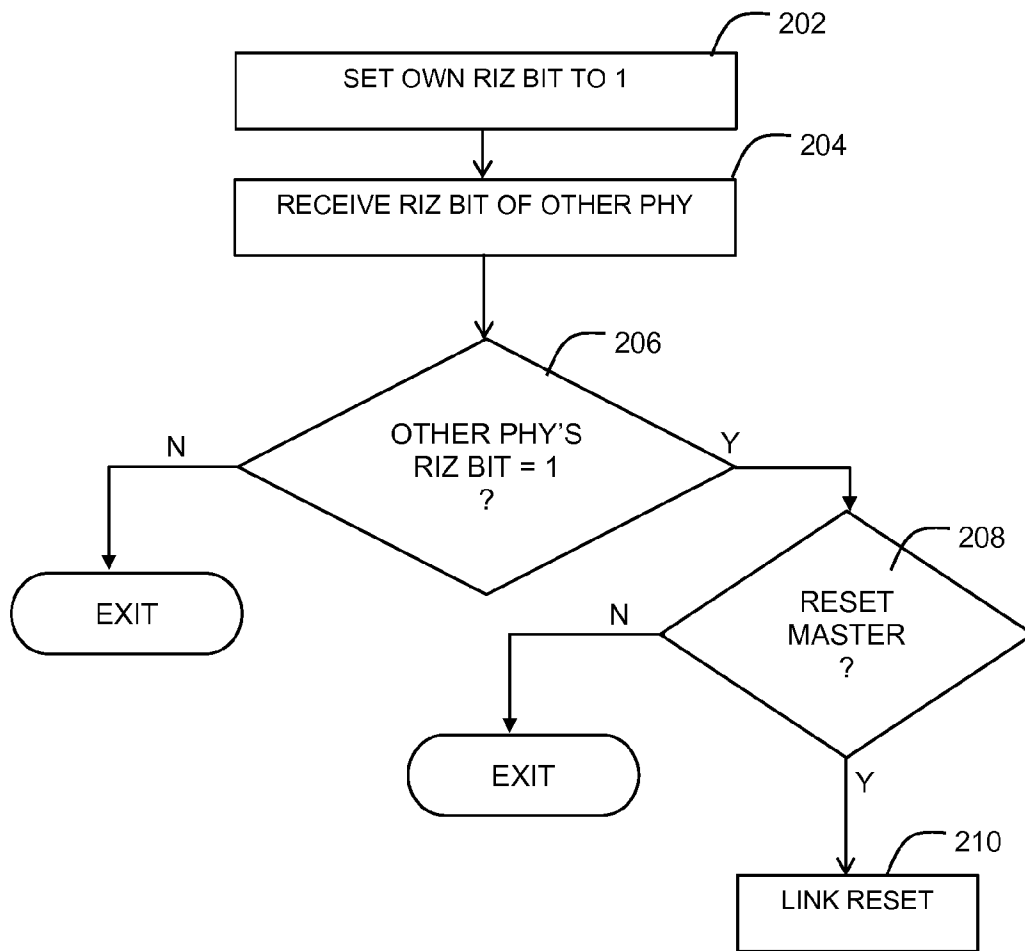 202
SET OWN RIZ BIT TO 1
204
RECEIVE RIZ BIT OF OTHER PHY
206
OTHER PHY'S
RIZ BIT = 1
?
N
Y
EXIT
208
RESET
MASTER
?
N
EXIT
Y
210
LINK RESET